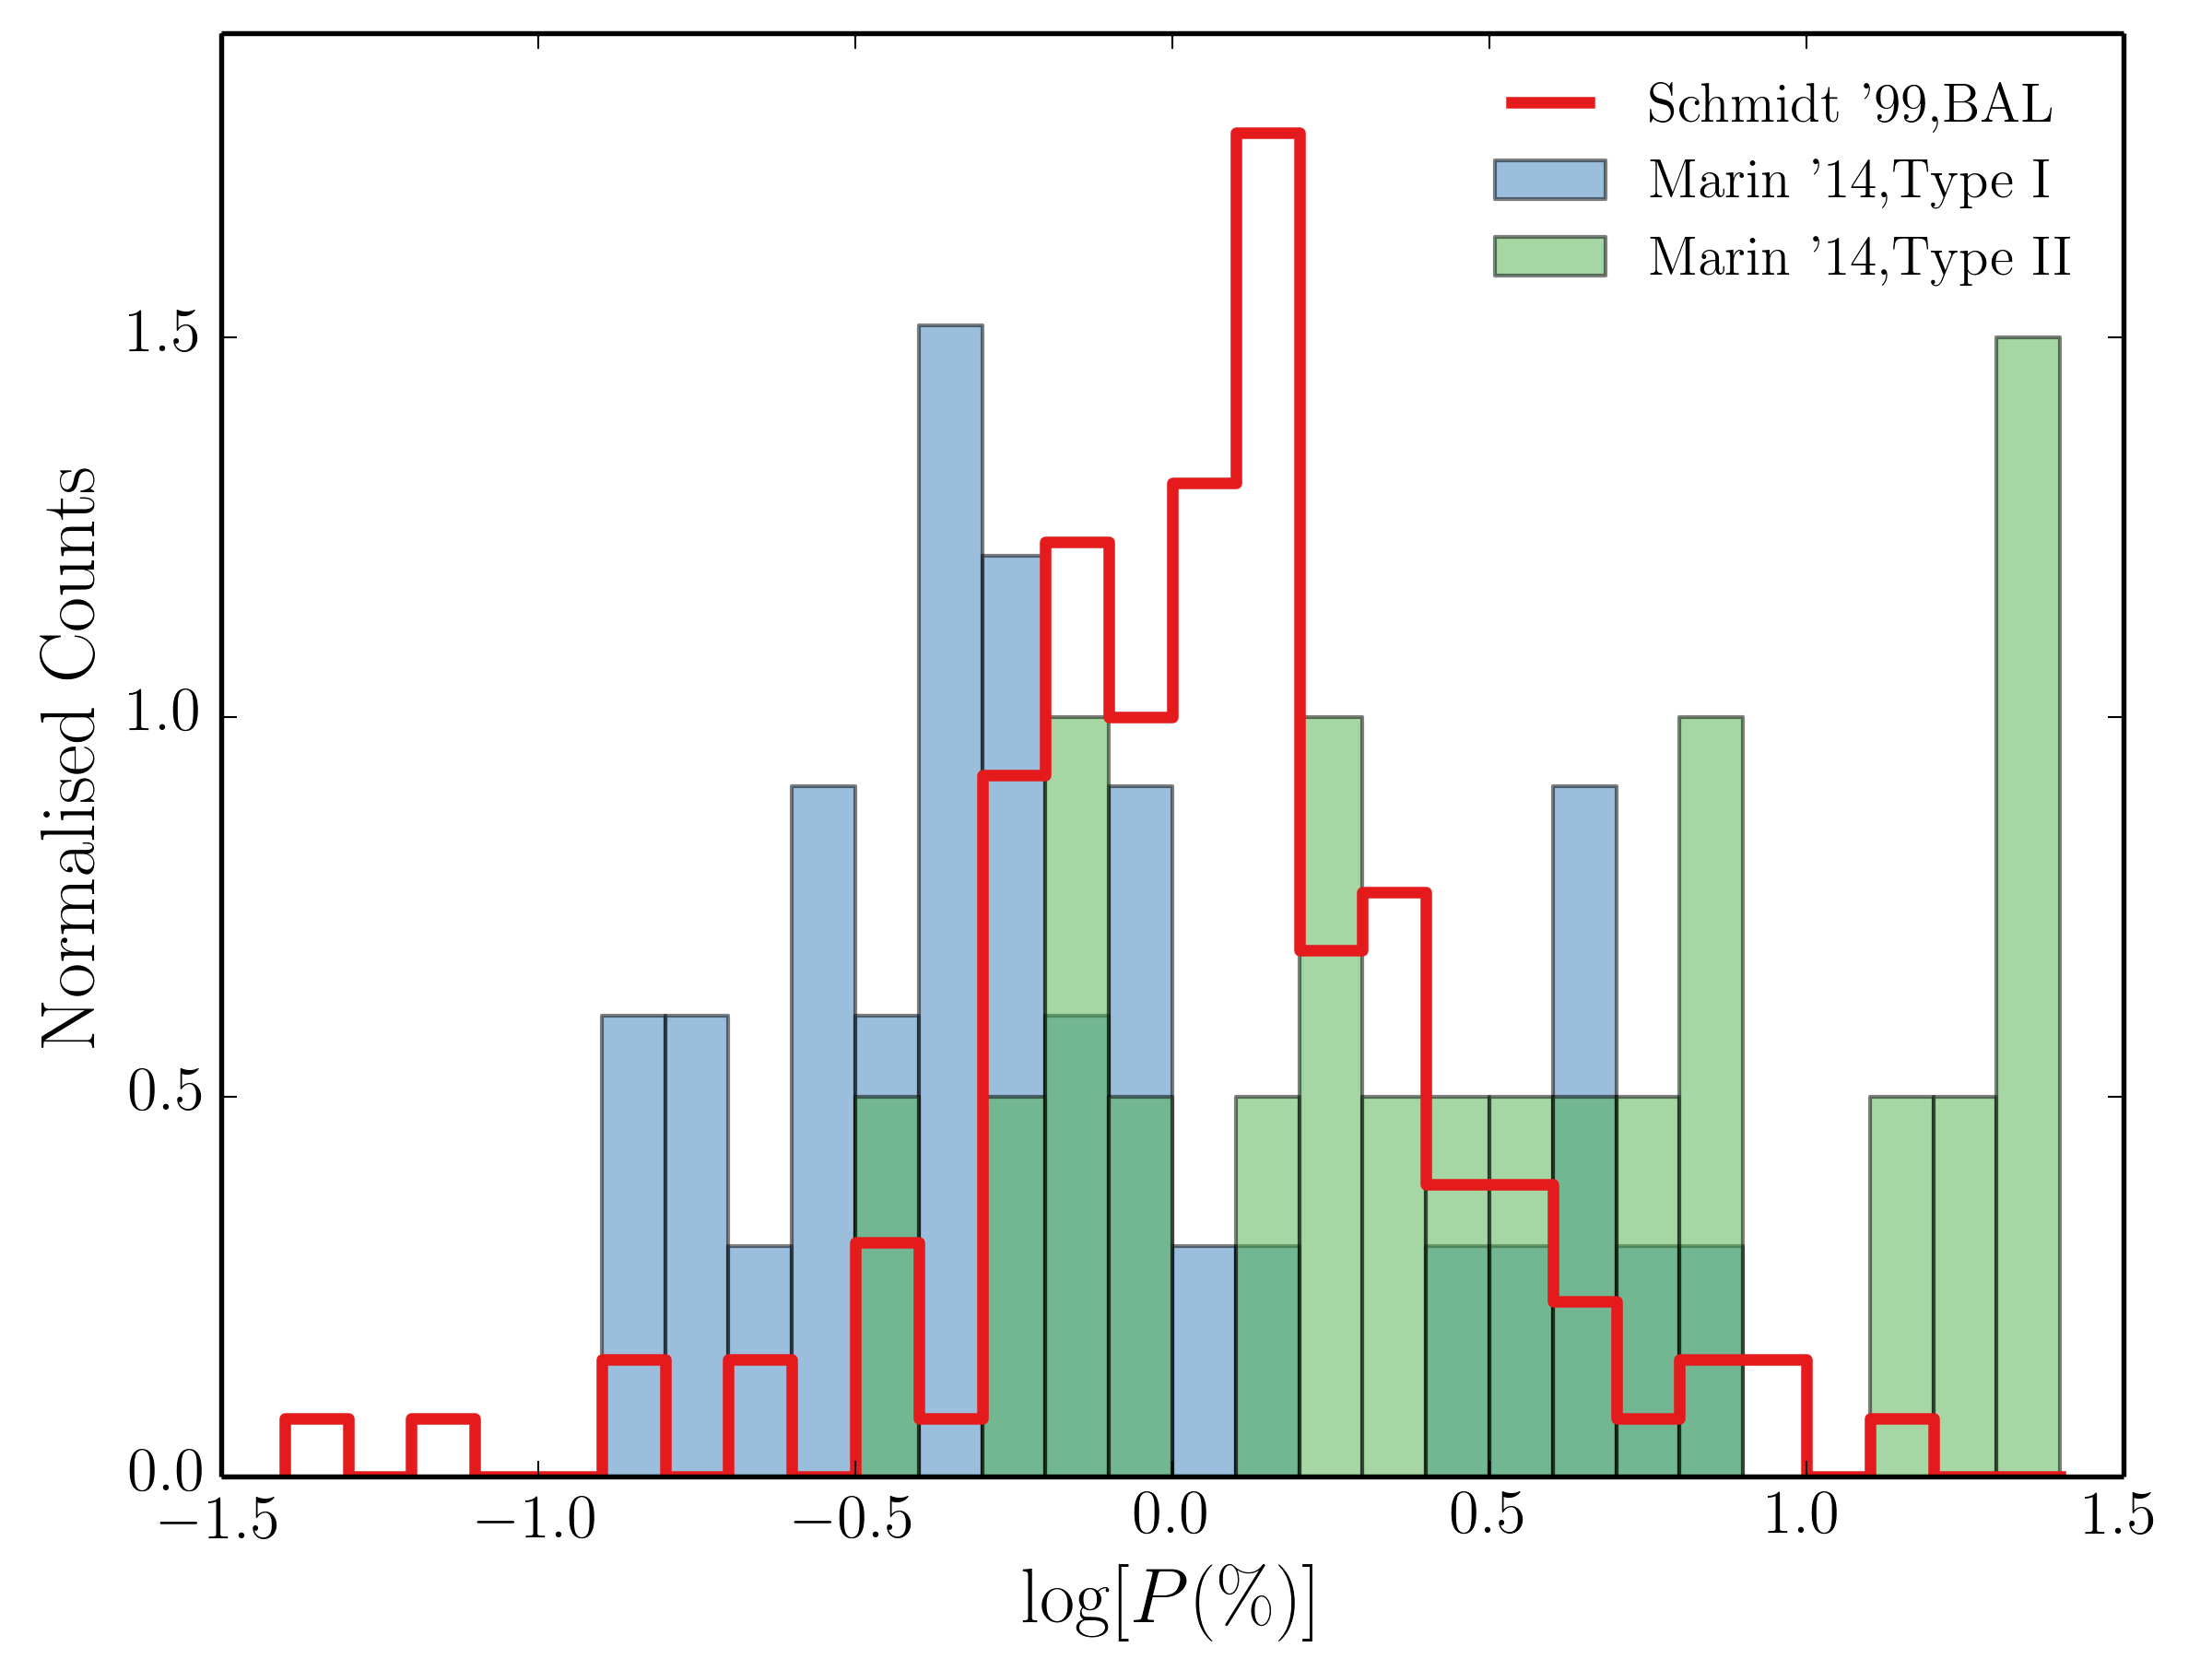 Schmidt '99,BAL
Marin '14,Type I
Marin '14,Type II
Normalised Counts
1.5
1.0
0.5
0.0
−1.5 −1.0 −0.5 0.0 0.5 1.0 1.5
log[P(%)]